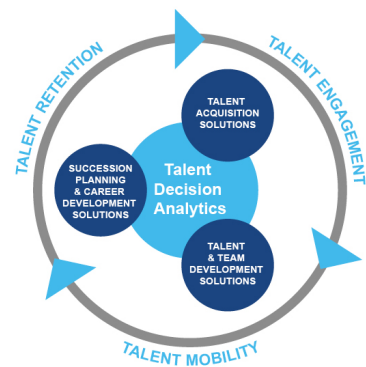 TALENT RETENTION
TALENT ENGAGEMENT
TALENT
ACQUISITION
SOLUTIONS
SUCCESSION
PLANNING
& CAREER
DEVELOPMENT
SOLUTIONS
Talent
Decision
Analytics
TALENT
& TEAM
DEVELOPMENT
SOLUTIONS
TALENT MOBILITY